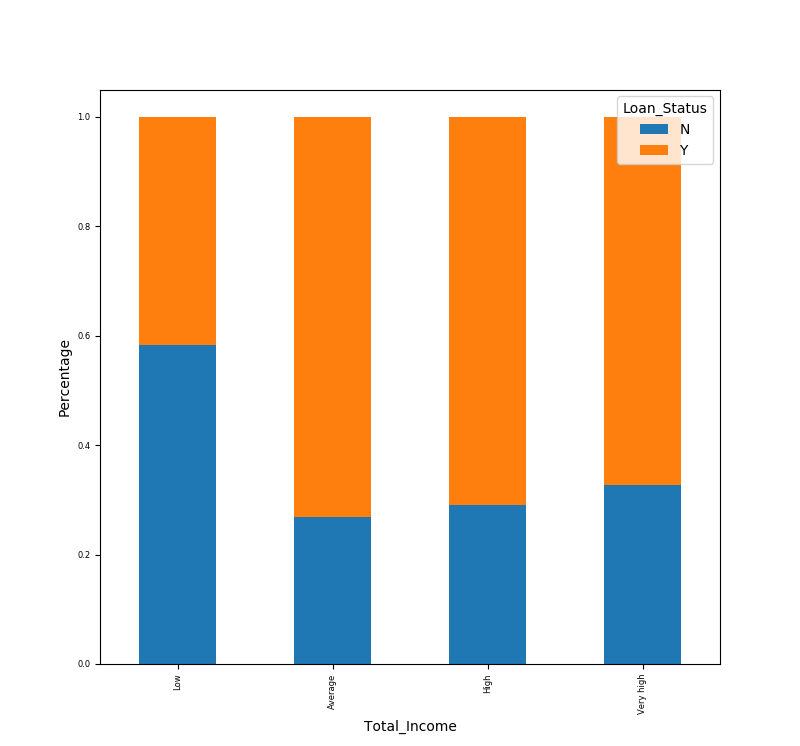 Loan_Status
N
Y
1.0
0.8
0.6
0.4
0.2
0.0
Percentage
Low
Average
High
Very high
Total_Income